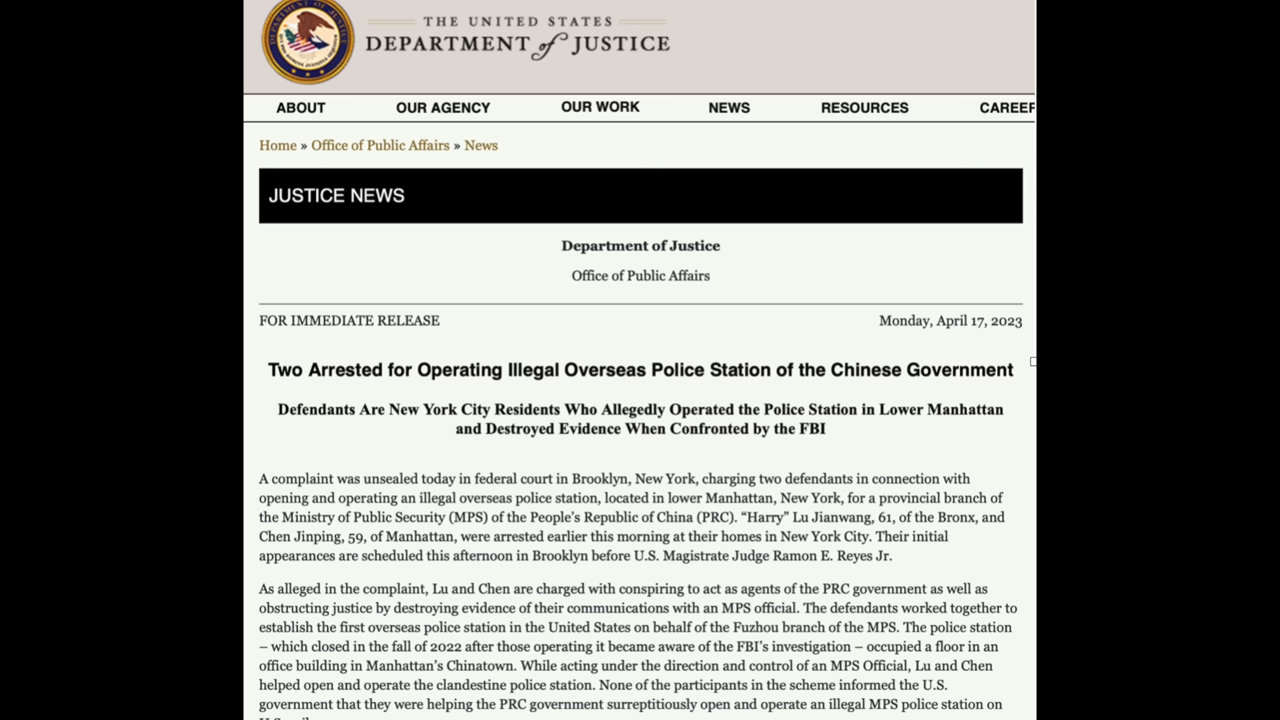 THE UNITED STATES
DEPARTMENT of JUSTICE
ABOUT OUR AGENCY OUR WORK NEWS RESOURCES CAREER
Home » Office of Public Affairs » News
JUSTICE NEWS
Department of Justice
Office of Public Affairs
FOR IMMEDIATE RELEASE Monday, April 17, 2023
Two Arrested for Operating Illegal Overseas Police Station of the Chinese Government
Defendants Are New York City Residents Who Allegedly Operated the Police Station in Lower Manhattan
and Destroyed Evidence When Confronted by the FBI
A complaint was unsealed today in federal court in Brooklyn, New York, charging two defendants in connection with
opening and operating an illegal overseas police station, located in lower Manhattan, New York, for a provincial branch of
the Ministry of Public Security (MPS) of the People’s Republic of China (PRC). “Harry” Lu Jianwang, 61, of the Bronx, and
Chen Jinping, 59, of Manhattan, were arrested earlier this morning at their homes in New York City. Their initial
appearances are scheduled this afternoon in Brooklyn before U.S. Magistrate Judge Ramon E. Reyes Jr.
As alleged in the complaint, Lu and Chen are charged with conspiring to act as agents of the PRC government as well as
obstructing justice by destroying evidence of their communications with an MPS official. The defendants worked together to
establish the first overseas police station in the United States on behalf of the Fuzhou branch of the MPS. The police station
– which closed in the fall of 2022 after those operating it became aware of the FBI’s investigation – occupied a floor in an
office building in Manhattan’s Chinatown. While acting under the direction and control of an MPS Official, Lu and Chen
helped open and operate the clandestine police station. None of the participants in the scheme informed the U.S.
government that they were helping the PRC government surreptitiously open and operate an illegal MPS police station on